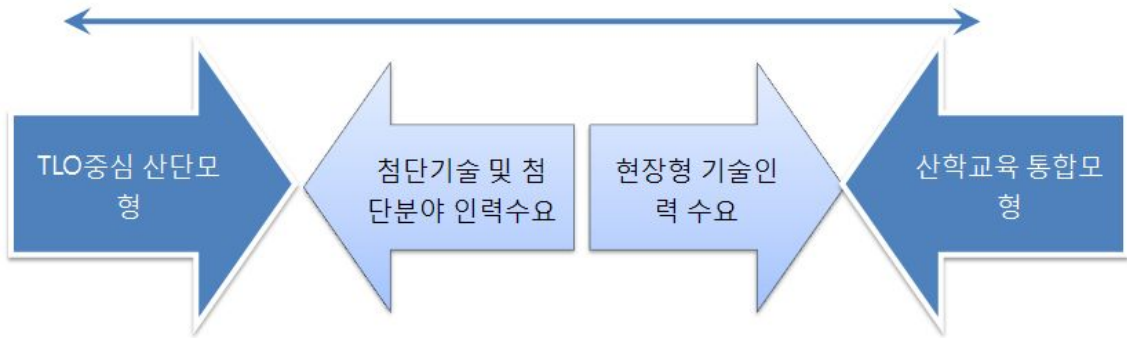 TLO중심 산단모
형
첨단기술 및 첨
단분야 인력수요
현장형 기술인
력 수요
산학교육 통합모
형